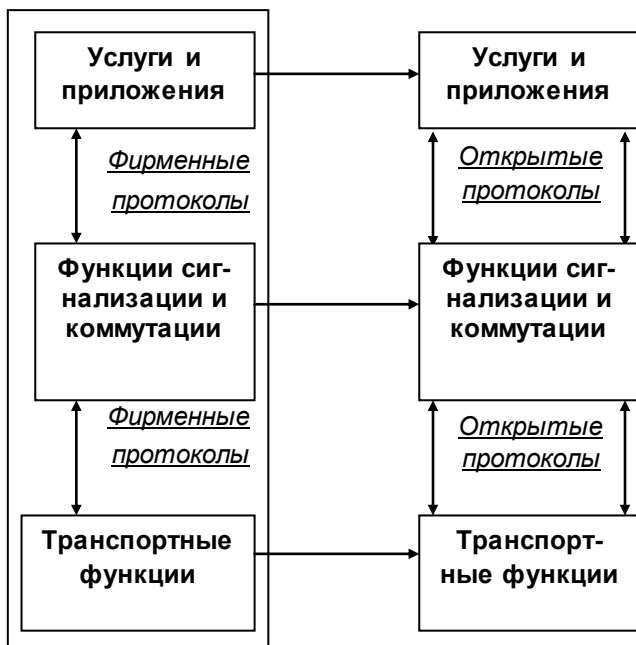 Услуги и
приложения
Фирменные
протоколы
Функции сиг-
нализации и
коммутации
Фирменные
протоколы
Транспортные
функции
Услуги и
приложения
Открытые
протоколы
Функции сиг-
нализации и
коммутации
Открытые
протоколы
Транспорт-
ные функции